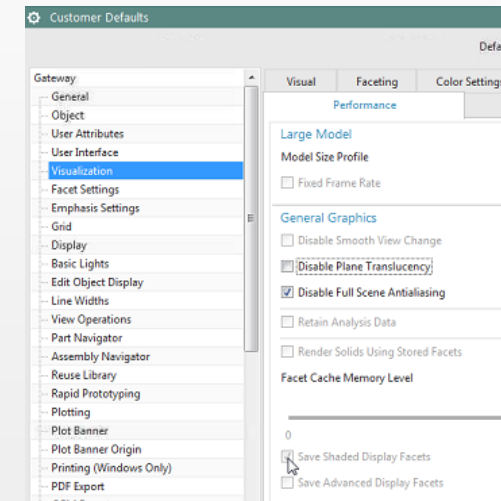 Customer Defaults
Defa
Gateway
General
Object
User Attributes
User Interface
Visualization
Facet Settings
Emphasis Settings
Grid
Display
Basic Lights
Edit Object Display
Line Widths
View Operations
Part Navigator
Assembly Navigator
Reuse Library
Rapid Prototyping
Plotting
Plot Banner
Plot Banner Origin
Printing (Windows Only)
PDF Export
Visual Faceting Color Settings
Performance
Large Model
Model Size Profile
Fixed Frame Rate
General Graphics
Disable Smooth View Change
Disable Plane Translucency
Disable Full Scene Antialiasing
Retain Analysis Data
Render Solids Using Stored Facets
Facet Cache Memory Level
0
Save Shaded Display Facets
Save Advanced Display Facets